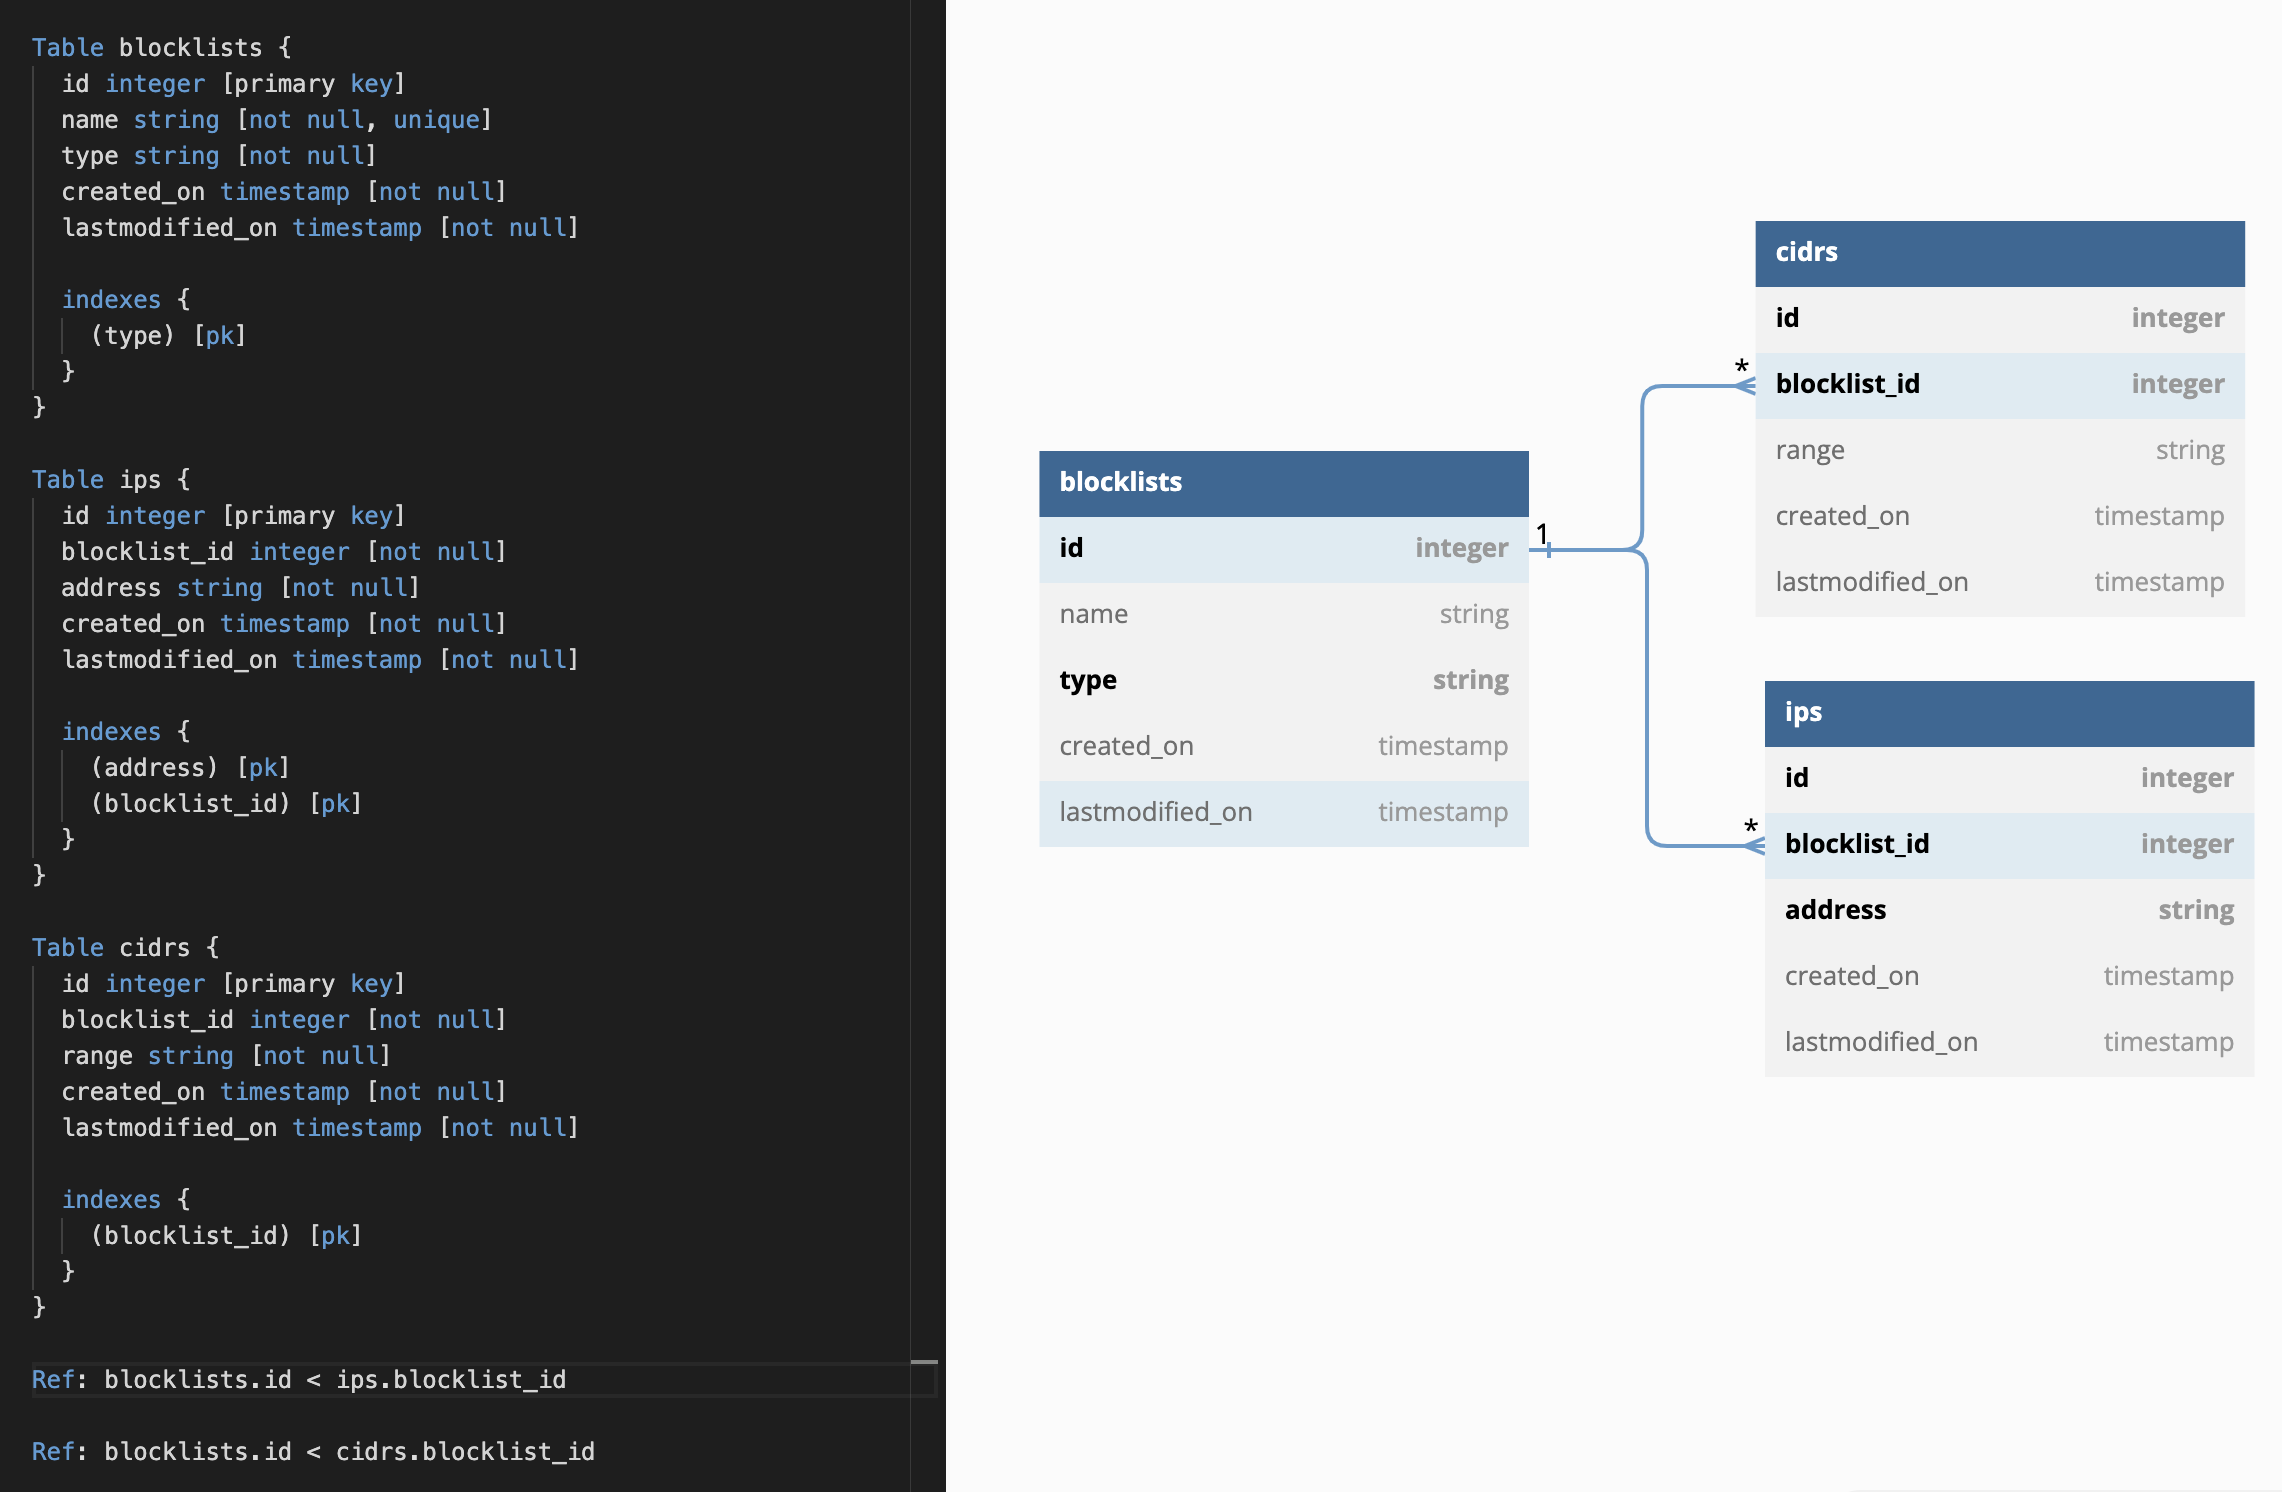 Table blocklists {
  id integer [primary key]
  name string [not null, unique]
  type string [not null]
  created_on timestamp [not null]
  lastmodified_on timestamp [not null]

  indexes {
    (type) [pk]
  }
}

Table ips {
  id integer [primary key]
  blocklist_id integer [not null]
  address string [not null]
  created_on timestamp [not null]
  lastmodified_on timestamp [not null]

  indexes {
    (address) [pk]
    (blocklist_id) [pk]
  }
}

Table cidrs {
  id integer [primary key]
  blocklist_id integer [not null]
  range string [not null]
  created_on timestamp [not null]
  lastmodified_on timestamp [not null]

  indexes {
    (blocklist_id) [pk]
  }
}

Ref: blocklists.id < ips.blocklist_id

Ref: blocklists.id < cidrs.blocklist_id

blocklists
id integer
name string
type string
created_on timestamp
lastmodified_on timestamp
1
*
cidrs
id integer
blocklist_id integer
range string
created_on timestamp
lastmodified_on timestamp
*
ips
id integer
blocklist_id integer
address string
created_on timestamp
lastmodified_on timestamp